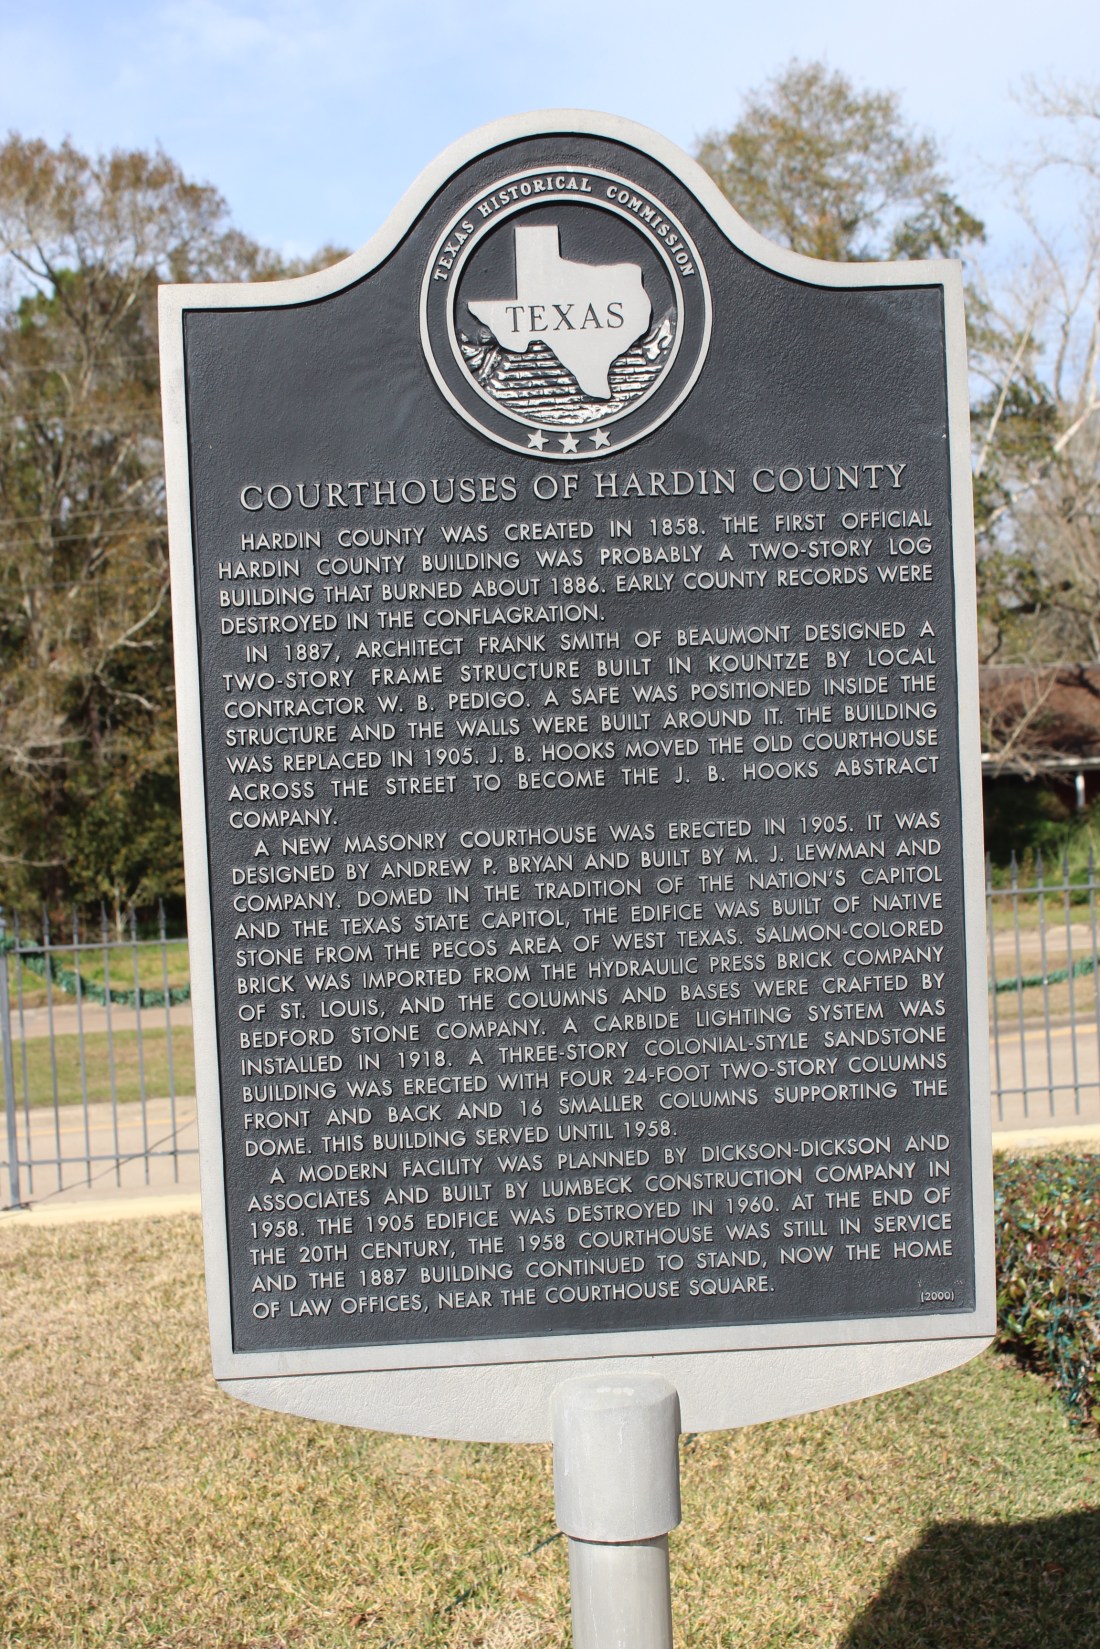 TEXAS HISTORICAL COMMISSION
TEXAS
COURTHOUSES OF HARDIN COUNTY
HARDIN COUNTY WAS CREATED IN 1858. THE FIRST OFFICIAL
HARDIN COUNTY BUILDING WAS PROBABLY A TWO-STORY LOG
BUILDING THAT BURNED ABOUT 1886. EARLY COUNTY RECORDS WERE
DESTROYED IN THE CONFLAGRATION.
IN 1887, ARCHITECT FRANK SMITH OF BEAUMONT DESIGNED A
TWO-STORY FRAME STRUCTURE BUILT IN KOUNTZE BY LOCAL
CONTRACTOR W. B. PEDIGO. A SAFE WAS POSITIONED INSIDE THE
STRUCTURE AND THE WALLS WERE BUILT AROUND IT. THE BUILDING
WAS REPLACED IN 1905. J. B. HOOKS MOVED THE OLD COURTHOUSE
ACROSS THE STREET TO BECOME THE J. B. HOOKS ABSTRACT
COMPANY.
A NEW MASONRY COURTHOUSE WAS ERECTED IN 1905. IT WAS
DESIGNED BY ANDREW P. BRYAN AND BUILT BY M. J. LEWMAN AND
COMPANY. DOMED IN THE TRADITION OF THE NATION'S CAPITOL
AND THE TEXAS STATE CAPITOL, THE EDIFICE WAS BUILT OF NATIVE
STONE FROM THE PECOS AREA OF WEST TEXAS. SALMON-COLORED
BRICK WAS IMPORTED FROM THE HYDRAULIC PRESS BRICK COMPANY
OF ST. LOUIS, AND THE COLUMNS AND BASES WERE CRAFTED BY
BEDFORD STONE COMPANY. A CARBIDE LIGHTING SYSTEM WAS
INSTALLED IN 1918. A THREE-STORY COLONIAL-STYLE SANDSTONE
BUILDING WAS ERECTED WITH FOUR 24-FOOT TWO-STORY COLUMNS
FRONT AND BACK AND 16 SMALLER COLUMNS SUPPORTING THE
DOME. THIS BUILDING SERVED UNTIL 1958.
A MODERN FACILITY WAS PLANNED BY DICKSON-DICKSON AND
ASSOCIATES AND BUILT BY LUMBECK CONSTRUCTION COMPANY IN
1958. THE 1905 EDIFICE WAS DESTROYED IN 1960. AT THE END OF
THE 20TH CENTURY, THE 1958 COURTHOUSE WAS STILL IN SERVICE
AND THE 1887 BUILDING CONTINUED TO STAND, NOW THE HOME
OF LAW OFFICES, NEAR THE COURTHOUSE SQUARE.
(2000)